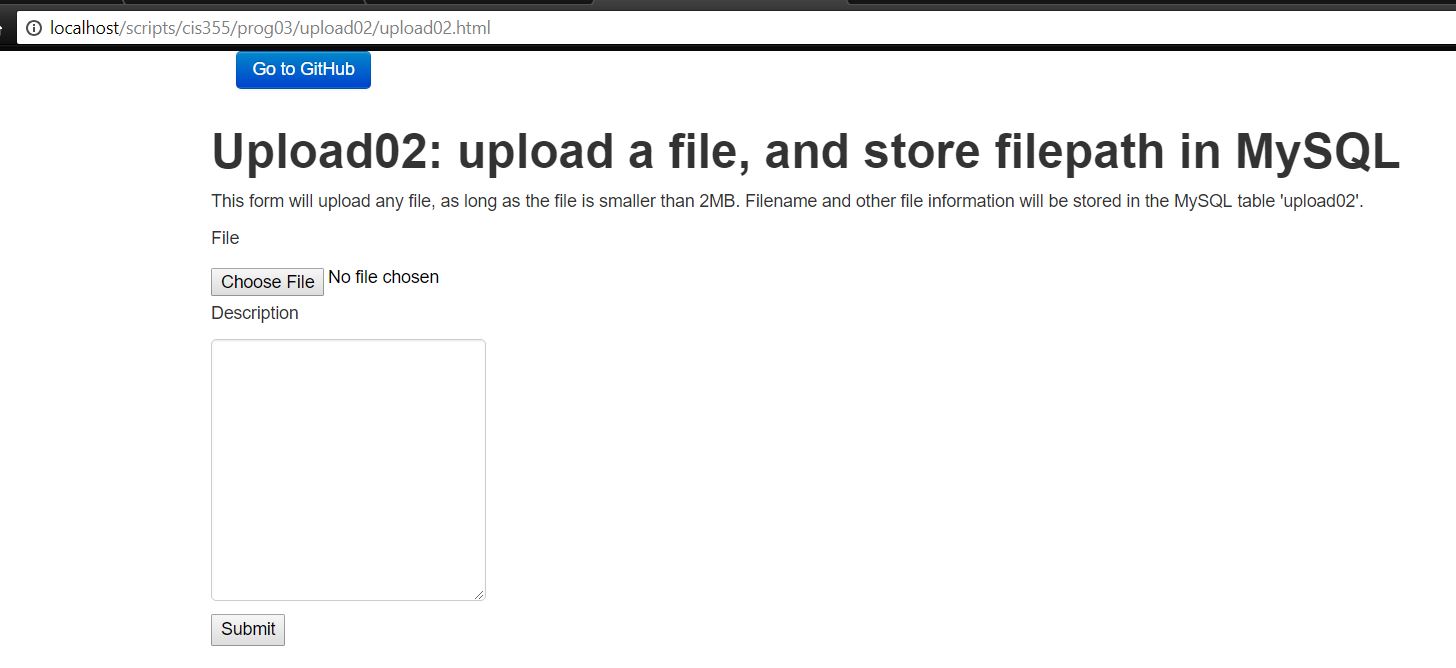 localhost/scripts/cis355/prog03/upload02/upload02.html
Go to GitHub
Upload02: upload a file, and store filepath in MySQL
This form will upload any file, as long as the file is smaller than 2MB. Filename and other file information will be stored in the MySQL table 'upload02'.
File
Choose File No file chosen
Description
Submit